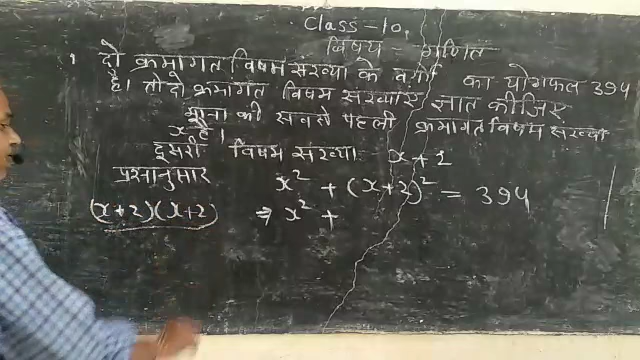 Class - 10,
विषय - गणित
१ दो क्रमागत विषम संख्या के वर्गों का योगफल 394
है। तो दो क्रमागत विषम संख्याएँ ज्ञात कीजिए
माना की सबसे पहली क्रमागत विषम संख्या
x है।
दूसरी विषम संख्या x + 2
प्रश्नानुसार x² + (x+2)² = 394
(x+2)(x+2) ⇒ x² +